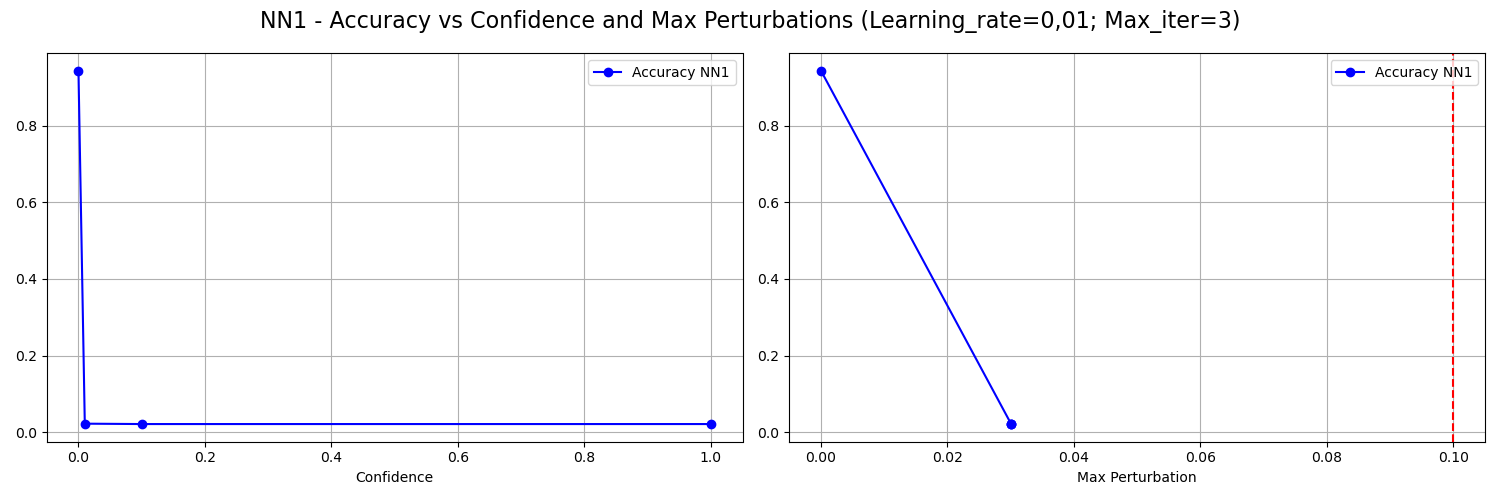 NN1 - Accuracy vs Confidence and Max Perturbations (Learning_rate=0,01; Max_iter=3)
Accuracy NN1
0.8
0.6
0.4
0.2
0.0
0.0 0.2 0.4 0.6 0.8 1.0
Confidence
Accuracy NN1
0.8
0.6
0.4
0.2
0.0
0.00 0.02 0.04 0.06 0.08 0.10
Max Perturbation